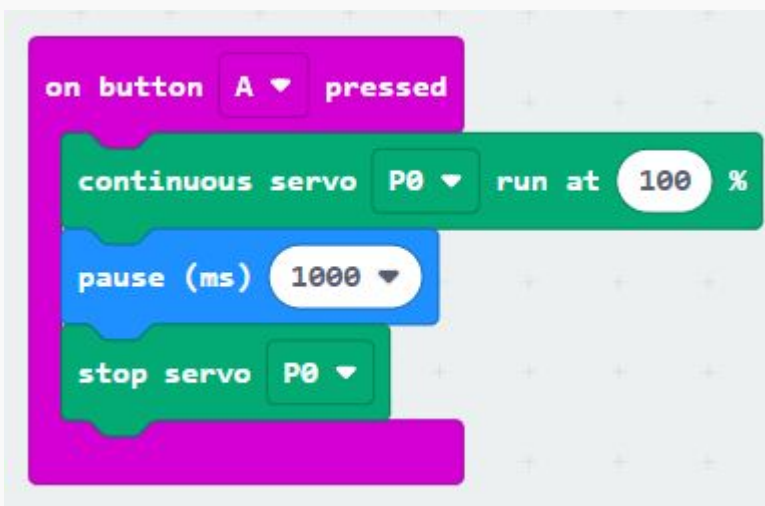 on button A pressed
continuous servo P0 run at 100 %
pause (ms) 1000
stop servo P0